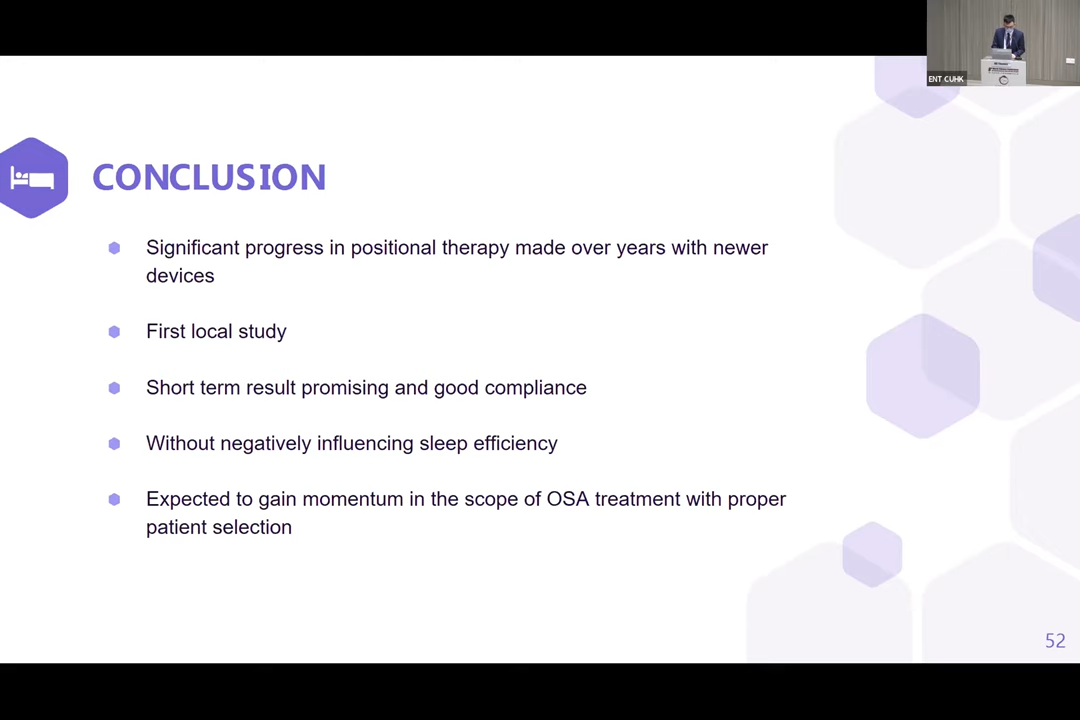 ENT CUHK
CONCLUSION
Significant progress in positional therapy made over years with newer
devices
First local study
Short term result promising and good compliance
Without negatively influencing sleep efficiency
Expected to gain momentum in the scope of OSA treatment with proper
patient selection
52